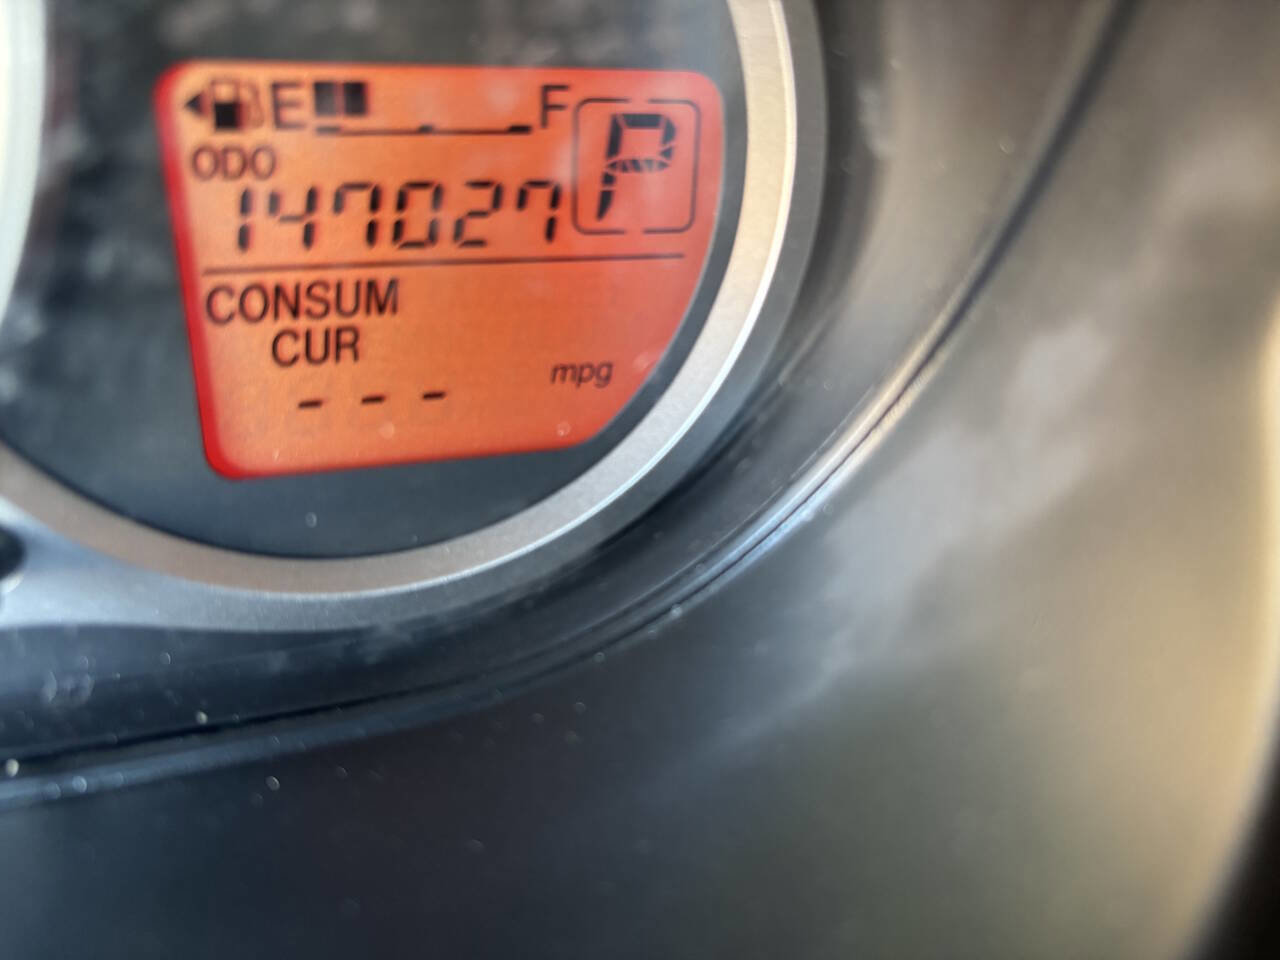 E F
P
ODO
147027
CONSUM
CUR
--- mpg